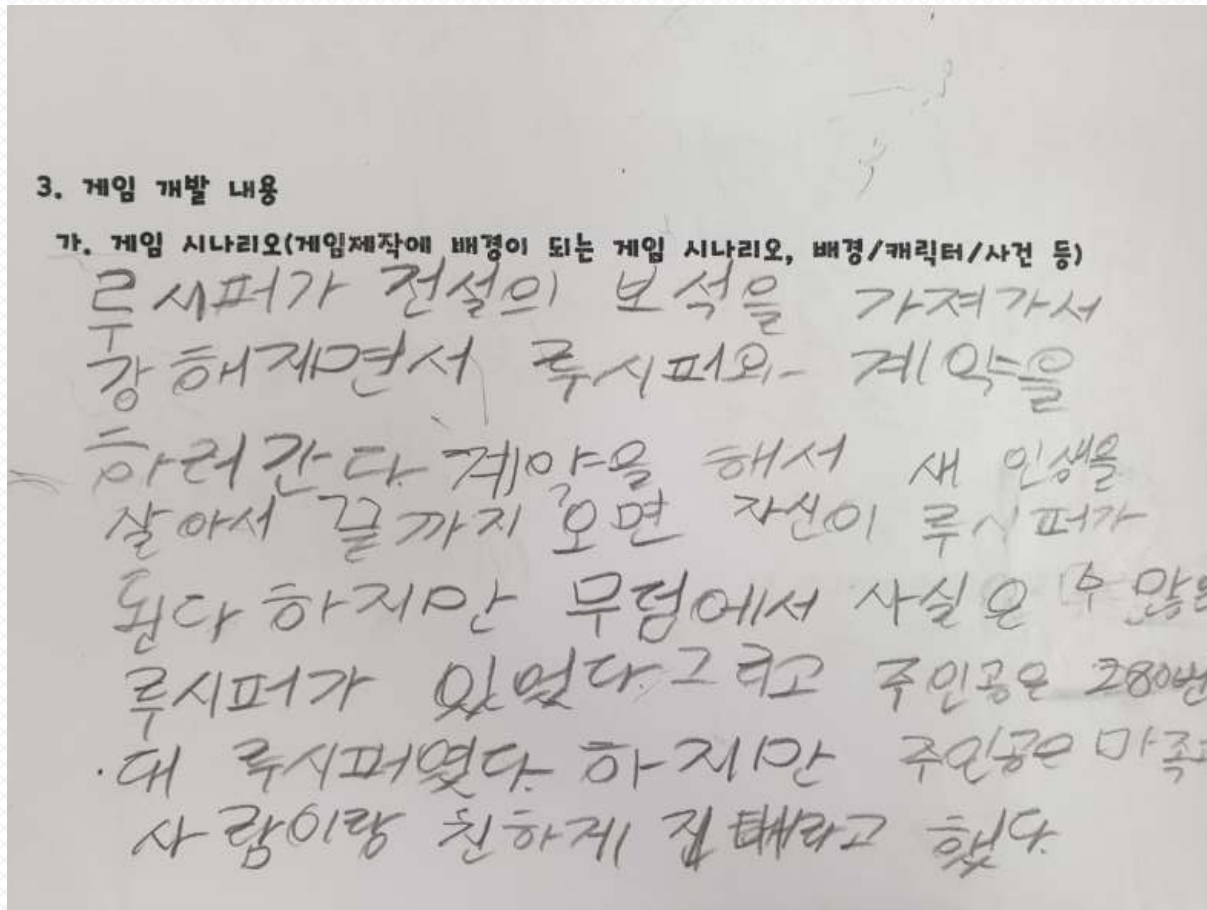 3. 게임 개발 내용
가. 게임 시나리오(게임제작에 배경이 되는 게임 시나리오, 배경/캐릭터/사건 등)
루시퍼가 전설의 보석을 가져가서
강해지면서 루시퍼와 계약을
하러간다. 계약을 해서 새 인생을
살아서 끝까지 오면 자신이 루시퍼가
된다 하지만 무덤에서 사실은 수 많은
루시퍼가 있었다. 그리고 주인공은 280번
대 루시퍼였다. 하지만 주인공은 마족과
사람이랑 친하게 했다.